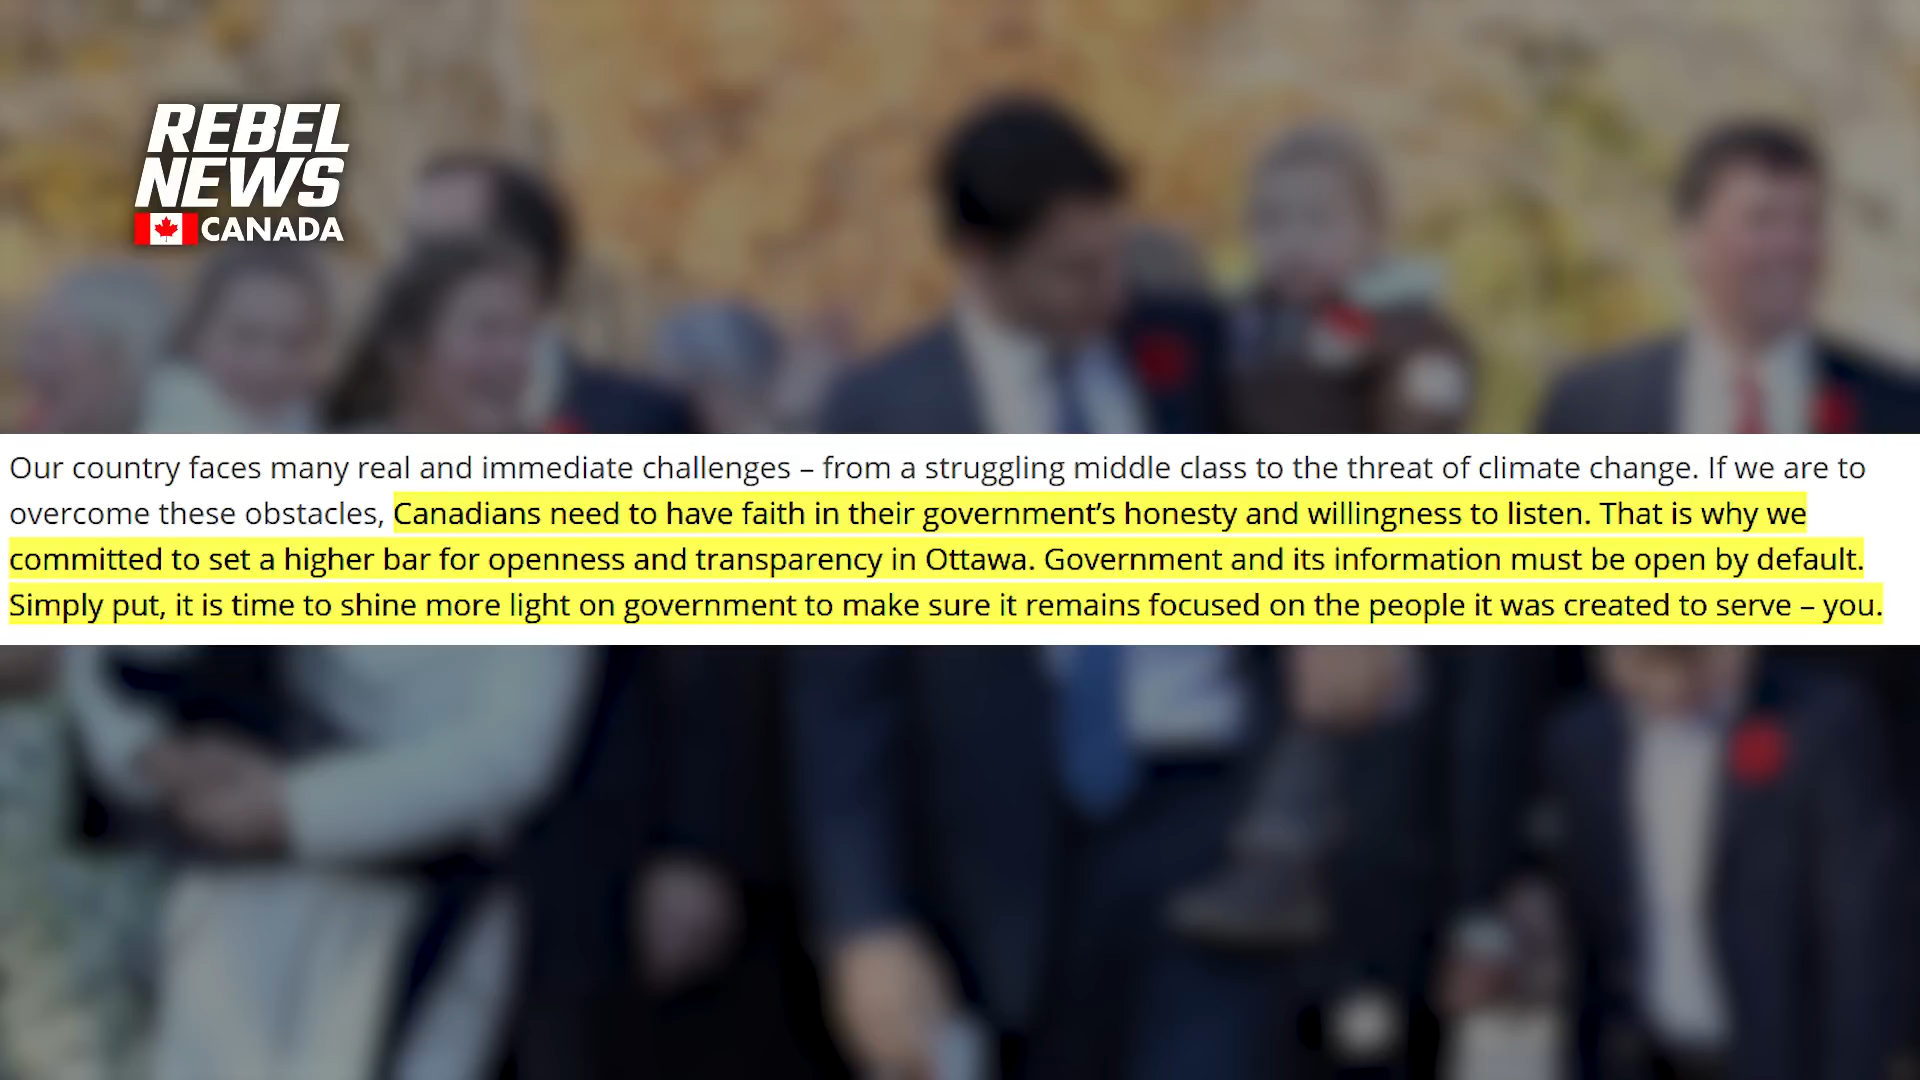 REBEL
NEWS
CANADA
Our country faces many real and immediate challenges – from a struggling middle class to the threat of climate change. If we are to
overcome these obstacles, Canadians need to have faith in their government’s honesty and willingness to listen. That is why we
committed to set a higher bar for openness and transparency in Ottawa. Government and its information must be open by default.
Simply put, it is time to shine more light on government to make sure it remains focused on the people it was created to serve – you.